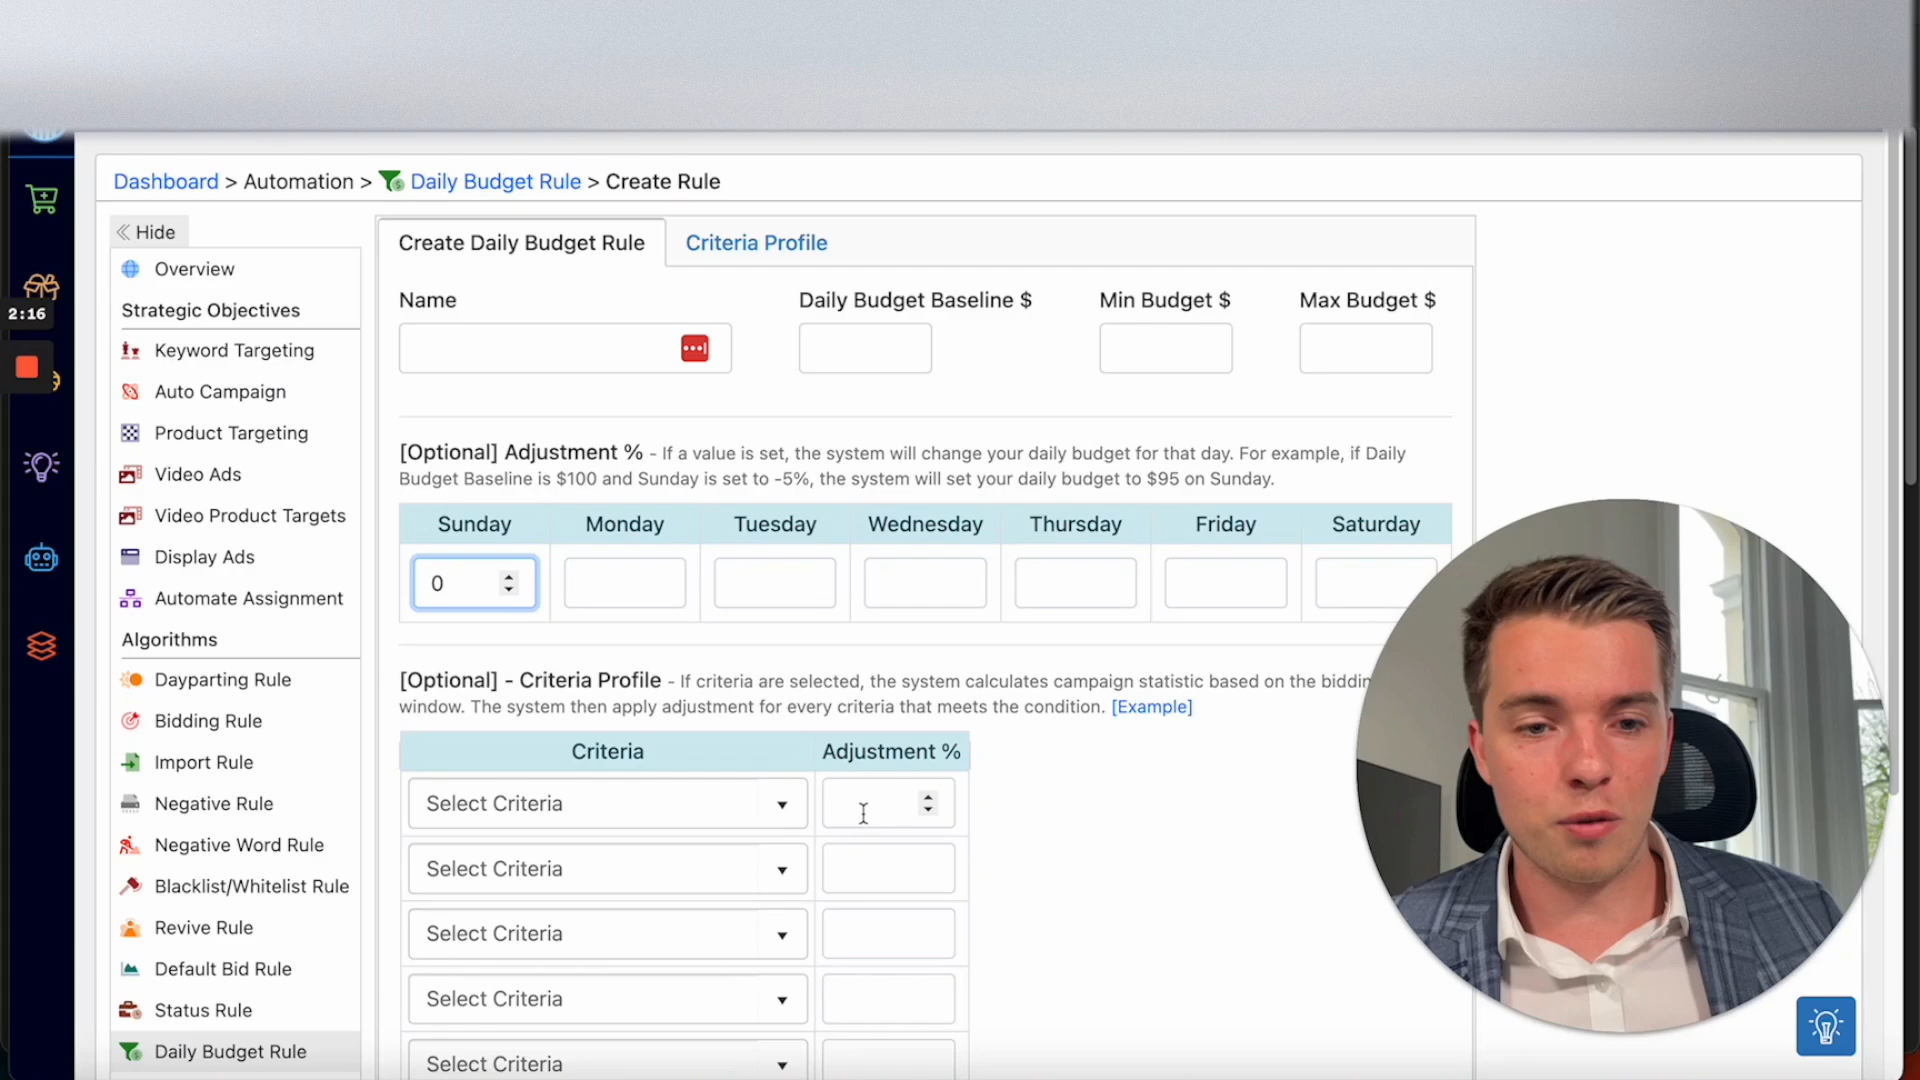 Dashboard > Automation > Daily Budget Rule > Create Rule
Hide
Overview
Strategic Objectives
2:16
Keyword Targeting
Auto Campaign
Product Targeting
Video Ads
Video Product Targets
Display Ads
Automate Assignment
Algorithms
Dayparting Rule
Bidding Rule
Import Rule
Negative Rule
Negative Word Rule
Blacklist/Whitelist Rule
Revive Rule
Default Bid Rule
Status Rule
Daily Budget Rule
Create Daily Budget Rule Criteria Profile
Name Daily Budget Baseline $ Min Budget $ Max Budget $
[Optional] Adjustment % - If a value is set, the system will change your daily budget for that day. For example, if Daily
Budget Baseline is $100 and Sunday is set to -5%, the system will set your daily budget to $95 on Sunday.
Sunday Monday Tuesday Wednesday Thursday Friday Saturday
0
[Optional] - Criteria Profile - If criteria are selected, the system calculates campaign statistic based on the
window. The system then apply adjustment for every criteria that meets the condition. [Example]
Criteria Adjustment %
Select Criteria
Select Criteria
Select Criteria
Select Criteria
Select Criteria